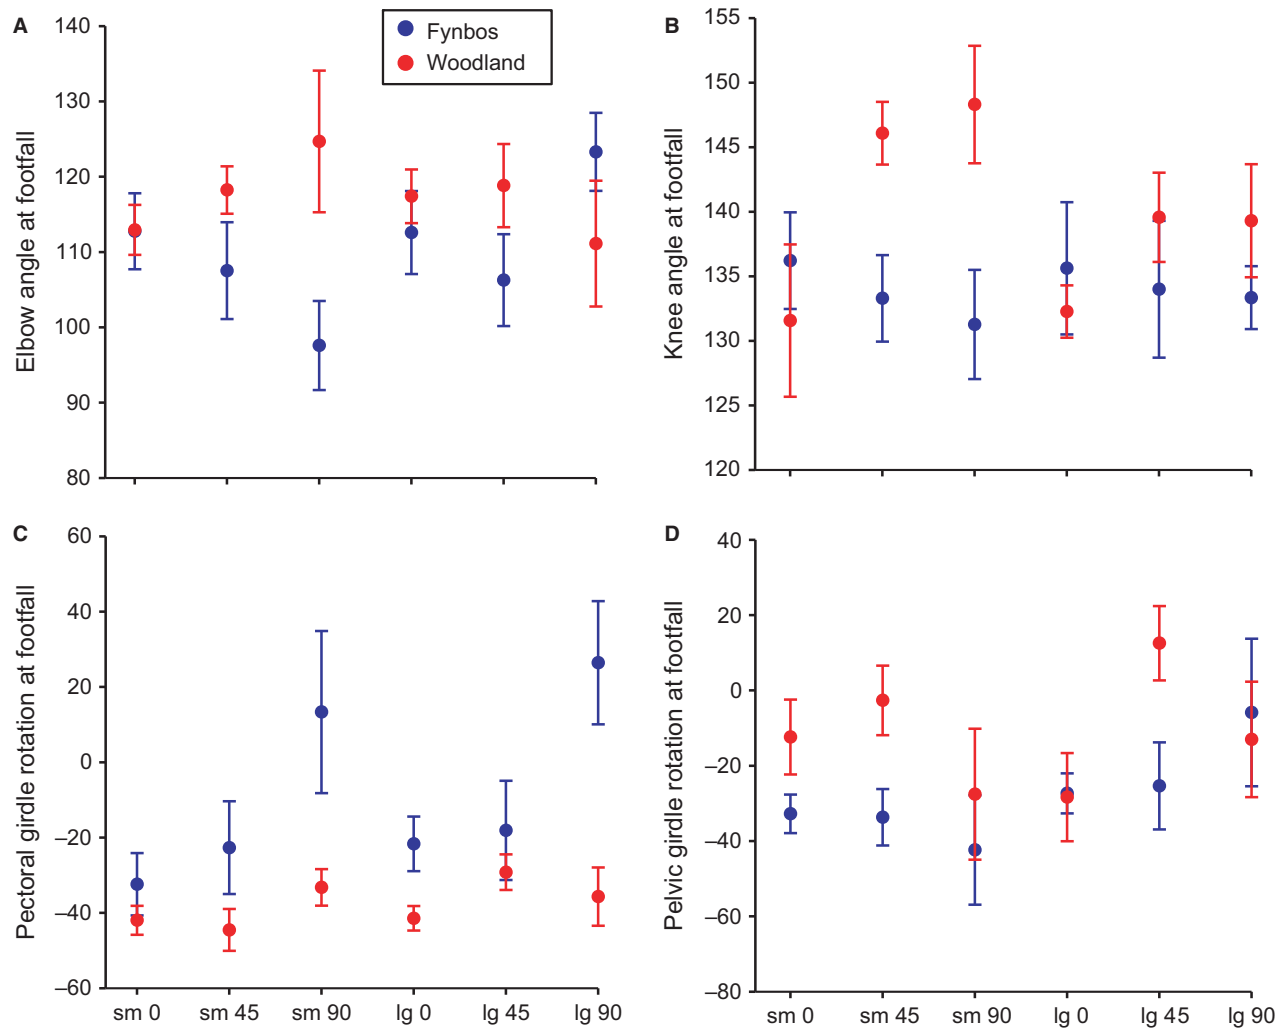 A
Elbow angle at footfall
140
130
120
110
100
90
80
Fynbos
Woodland
B
Knee angle at footfall
155
150
145
140
135
130
125
120
C
Pectoral girdle rotation at footfall
60
40
20
0
–20
–40
–60
sm 0 sm 45 sm 90 lg 0 lg 45 lg 90
D
Pelvic girdle rotation at footfall
40
20
0
–20
–40
–60
–80
sm 0 sm 45 sm 90 lg 0 lg 45 lg 90